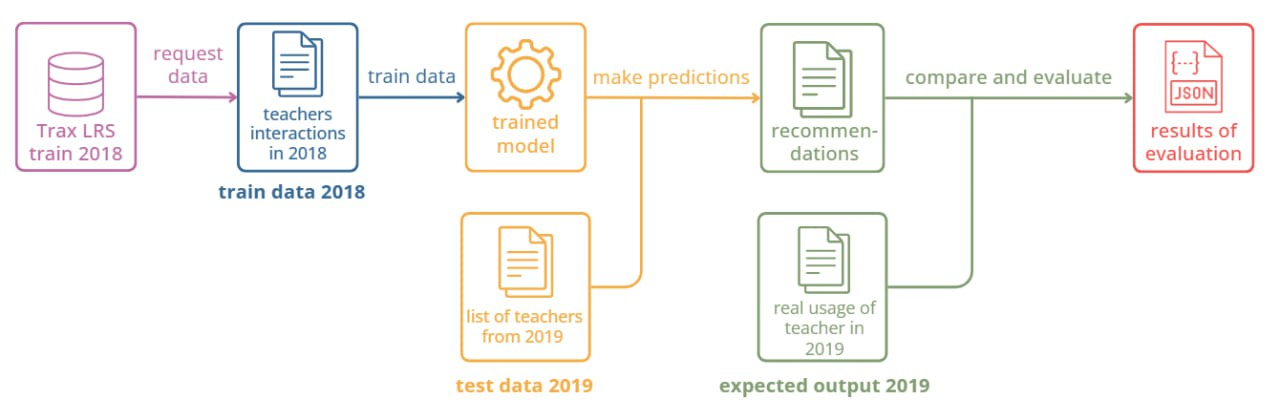 Trax LRS
train 2018
request
data
teachers
interactions
in 2018
train data 2018
train data
trained
model
make predictions
list of teachers
from 2019
test data 2019
recommen-
dations
real usage of
teacher in
2019
expected output 2019
compare and evaluate
{---}
JSON
results of
evaluation